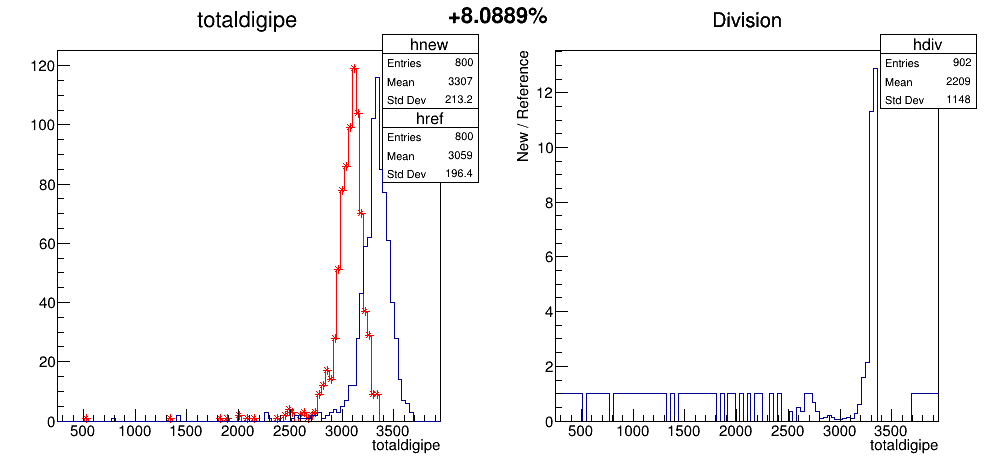 totaldigipe
+8.0889%
Division
hnew
Entries 800
Mean 3307
Std Dev 213.2
href
Entries 800
Mean 3059
Std Dev 196.4
120
100
80
60
40
20
0
500 1000 1500 2000 2500 3000 3500
totaldigipe
hdiv
Entries 902
Mean 2209
Std Dev 1148
New / Reference
12
10
8
6
4
2
0
500 1000 1500 2000 2500 3000 3500
totaldigipe